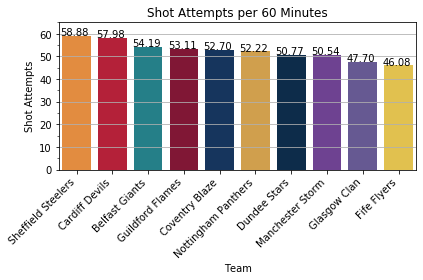 Shot Attempts per 60 Minutes
Shot Attempts
60
50
40
30
20
10
0
58.88
57.98
54.19
53.11
52.70
52.22
50.77
50.54
47.70
46.08
Sheffield Steelers
Cardiff Devils
Belfast Giants
Guildford Flames
Coventry Blaze
Nottingham Panthers
Dundee Stars
Manchester Storm
Glasgow Clan
Fife Flyers
Team